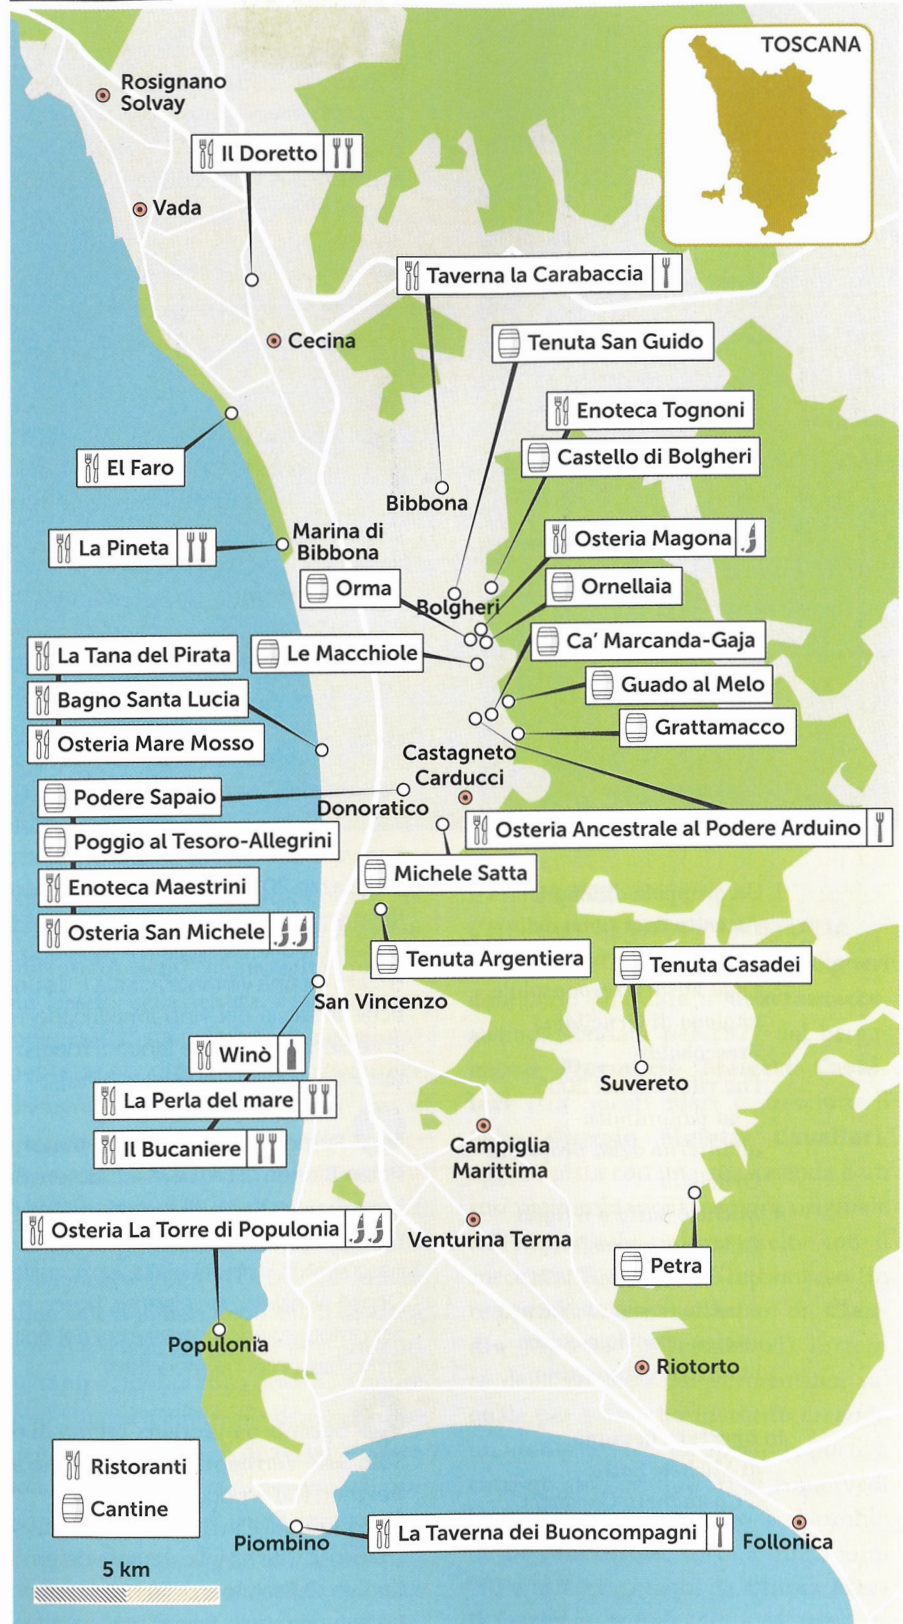 TOSCANA
Rosignano
Solvay
Il Doretto
Vada
Taverna la Carabaccia
Cecina
Tenuta San Guido
Enoteca Tognoni
El Faro
Castello di Bolgheri
Bibbona
La Pineta
Marina di
Bibbona
Osteria Magona
Orma
Bolgheri
Ornellaia
La Tana del Pirata
Le Macchiole
Ca' Marcanda-Gaja
Bagno Santa Lucia
Guado al Melo
Osteria Mare Mosso
Grattamacco
Castagneto
Carducci
Podere Sapaio
Donoratico
Poggio al Tesoro-Allegrini
Osteria Ancestrale al Podere Arduino
Enoteca Maestrini
Michele Satta
Osteria San Michele
Tenuta Argentiera
Tenuta Casadei
San Vincenzo
Winò
Suvereto
La Perla del mare
Il Bucaniere
Campiglia
Marittima
Osteria La Torre di Populonia
Venturina Terma
Petra
Populonia
Riotorto
Ristoranti
Cantine
Piombino
La Taverna dei Buoncompagni
Follonica
5 km